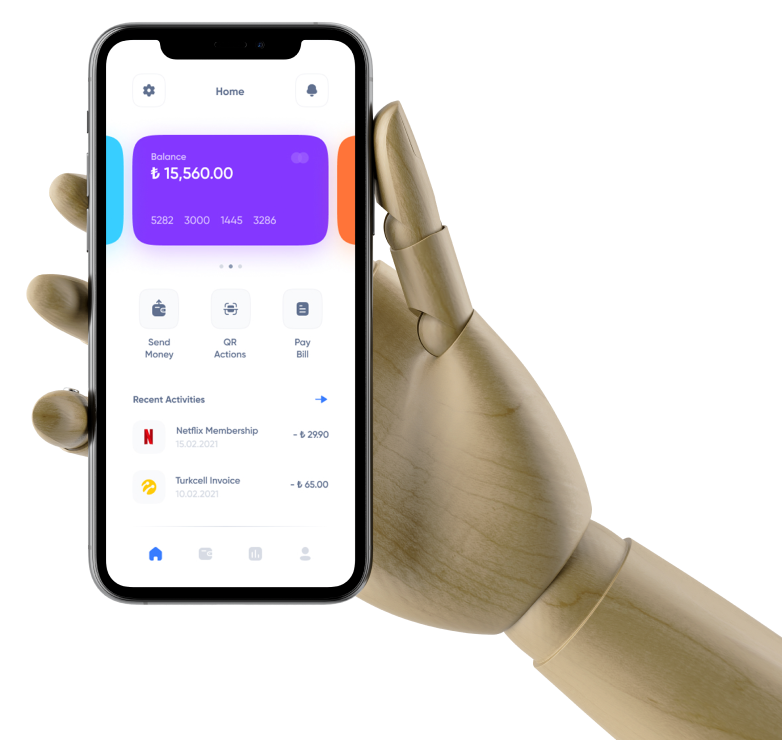 Home
Balance
₺ 15,560.00
5282 3000 1445 3286
Send
Money
QR
Actions
Pay
Bill
Recent Activities
Netflix Membership
15.02.2021
- ₺ 29.90
Turkcell Invoice
10.02.2021
- ₺ 65.00